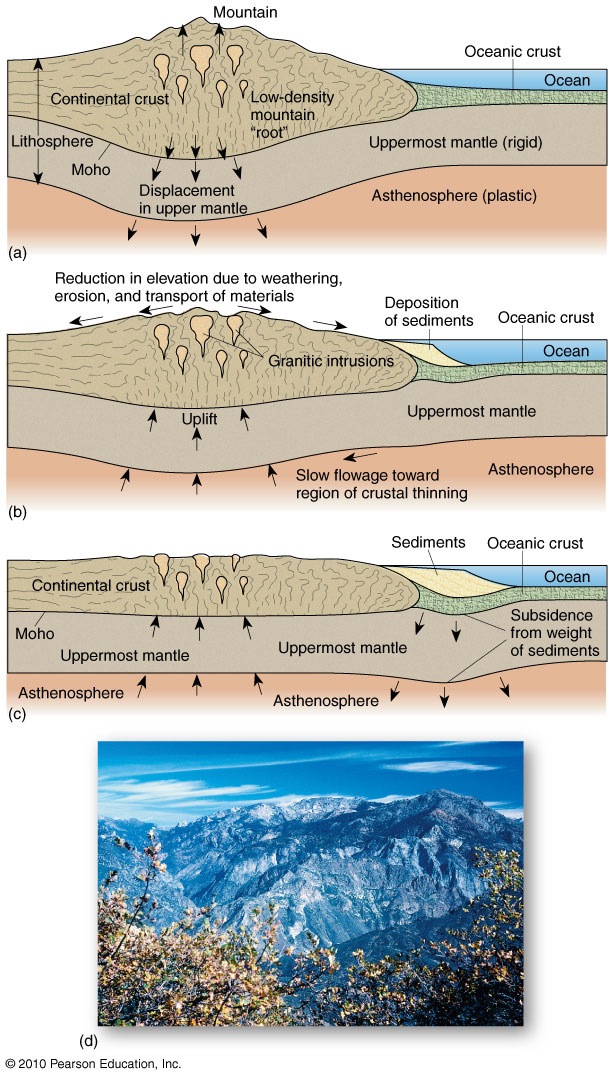 Mountain
Oceanic crust
Ocean
Continental crust
Low-density
mountain
"root"
Lithosphere
Moho
Uppermost mantle (rigid)
Displacement
in upper mantle
Asthenosphere (plastic)
(a)
Reduction in elevation due to weathering,
erosion, and transport of materials
Deposition
of sediments
Oceanic crust
Ocean
Granitic intrusions
Uplift
Uppermost mantle
Slow flowage toward
region of crustal thinning
Asthenosphere
(b)
Sediments
Oceanic crust
Ocean
Continental crust
Moho
Subsidence
from weight
of sediments
Uppermost mantle
Uppermost mantle
Asthenosphere
Asthenosphere
(c)
(d)
© 2010 Pearson Education, Inc.